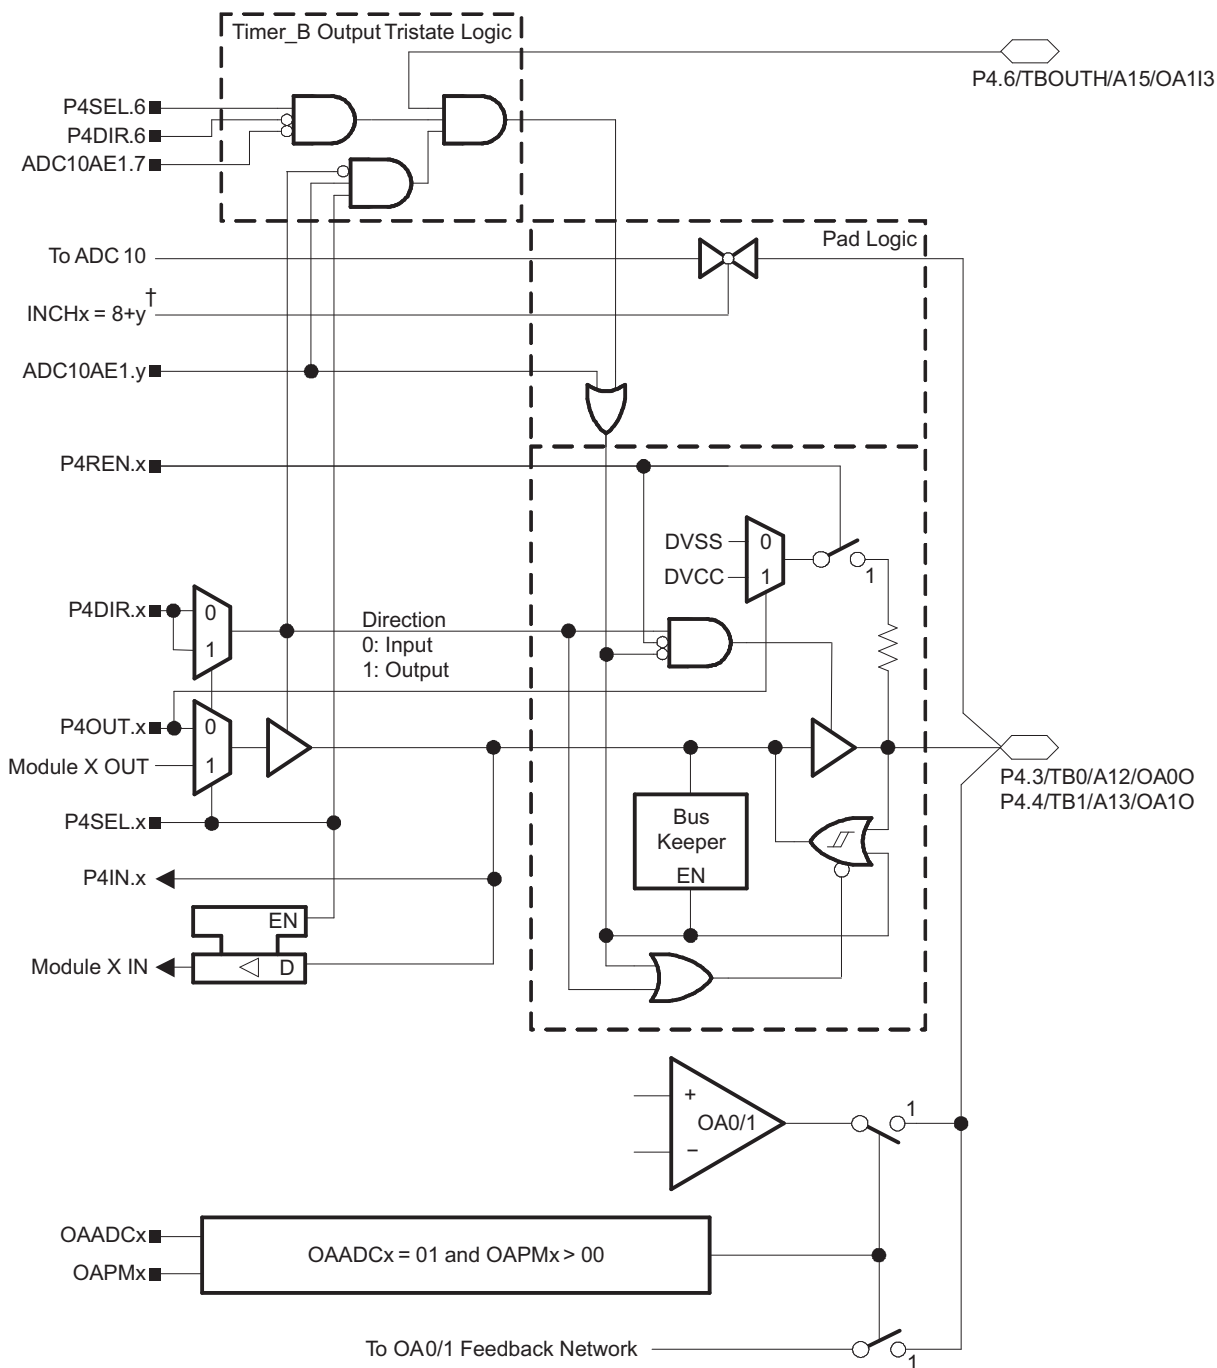 Timer_B Output Tristate Logic
P4.6/TBOUTH/A15/OA1I3
P4SEL.6
P4DIR.6
ADC10AE1.7
Pad Logic
To ADC 10
INCHx = 8+y†
ADC10AE1.y
P4REN.x
DVSS
0
DVCC
1
1
P4DIR.x
0
1
Direction
0: Input
1: Output
P4OUT.x
0
Module X OUT
1
P4.3/TB0/A12/OA0O
P4.4/TB1/A13/OA1O
P4SEL.x
Bus
Keeper
EN
P4IN.x
EN
Module X IN
D
+
OA0/1
−
1
OAADCx
OAPMx
OAADCx = 01 and OAPMx > 00
To OA0/1 Feedback Network
1